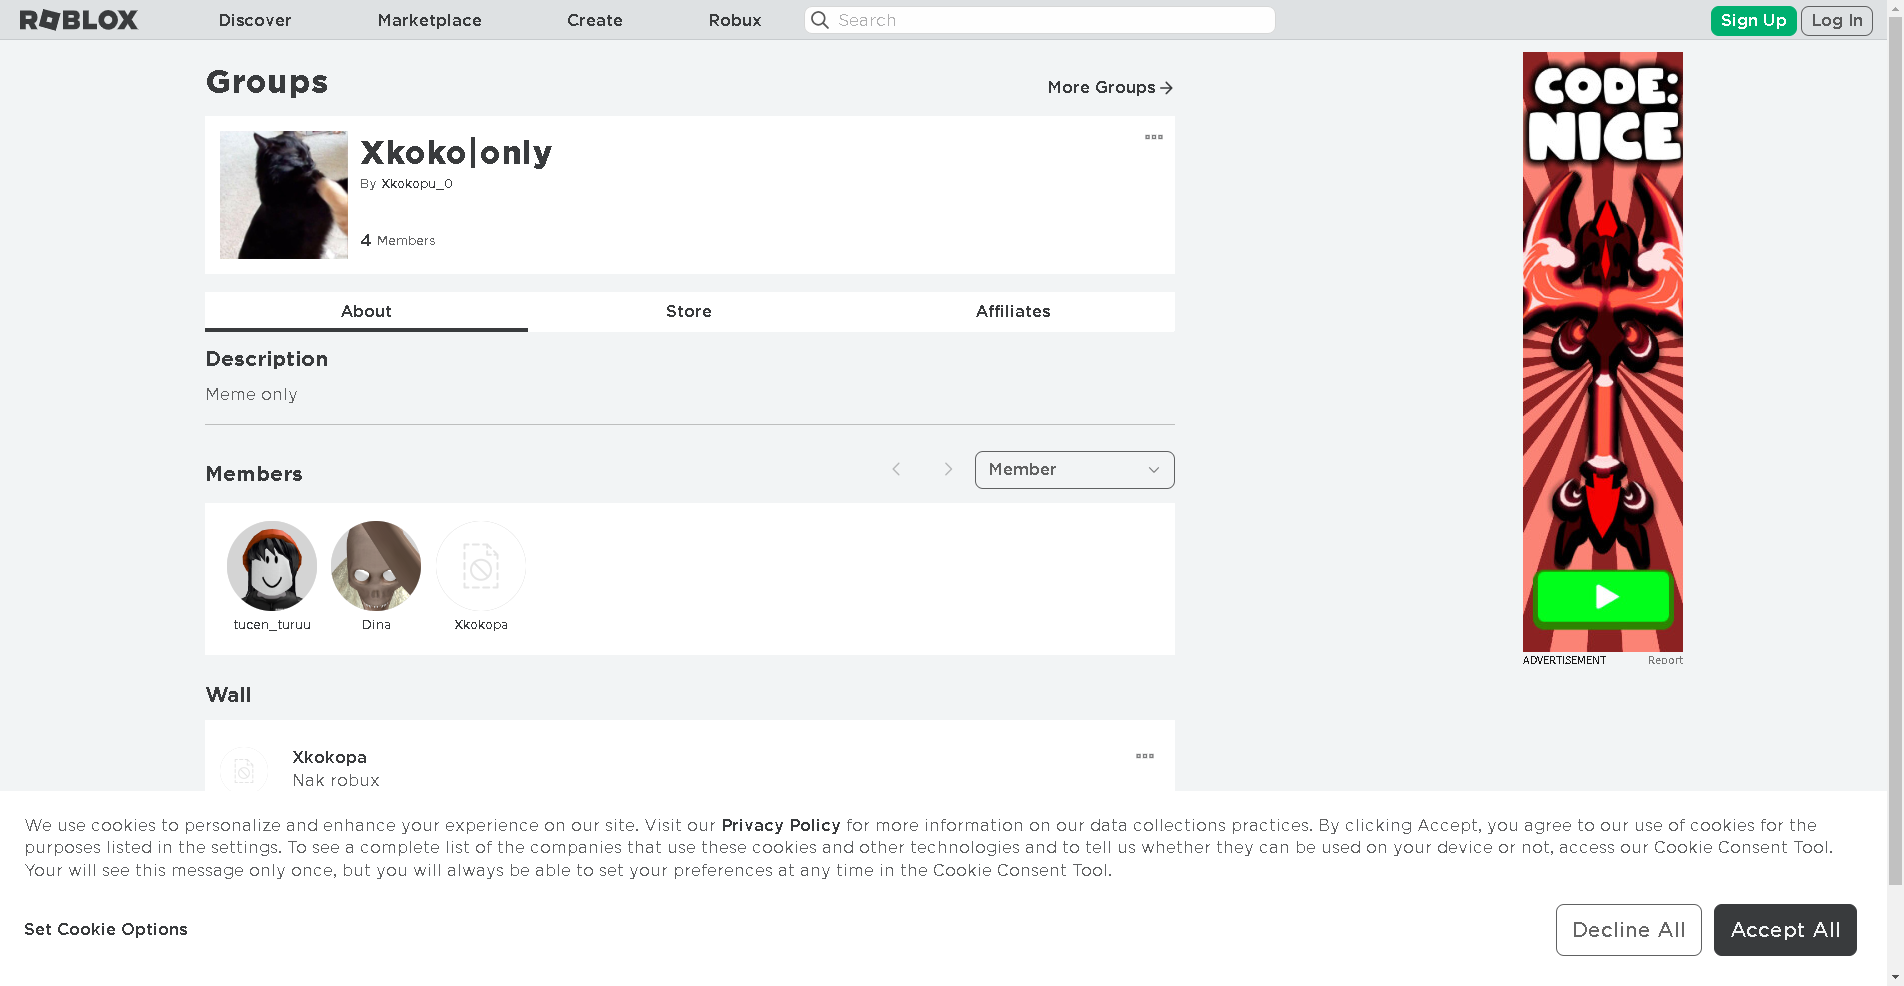 ROBLOX Discover Marketplace Create Robux Search Sign Up Log In
Groups
More Groups
Xkoko|only
By Xkokopu_0
4 Members
About Store Affiliates
Description
Meme only
Members
Member
tucen_turuu Dina Xkokopa
Wall
Xkokopa
Nak robux
CODE:
NICE
ADVERTISEMENT Report
We use cookies to personalize and enhance your experience on our site. Visit our Privacy Policy for more information on our data collections practices. By clicking Accept, you agree to our use of cookies for the
purposes listed in the settings. To see a complete list of the companies that use these cookies and other technologies and to tell us whether they can be used on your device or not, access our Cookie Consent Tool.
Your will see this message only once, but you will always be able to set your preferences at any time in the Cookie Consent Tool.
Set Cookie Options
Decline All Accept All